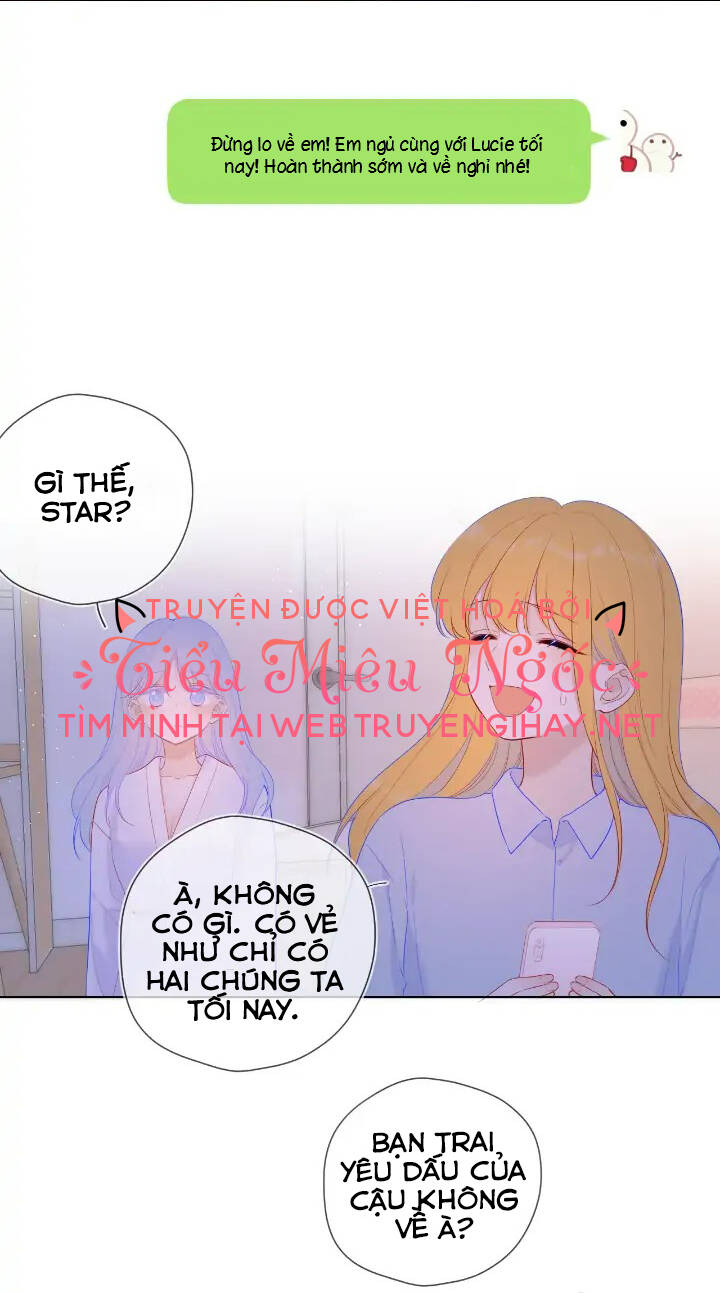 Đừng lo về em! Em ngủ cùng với Lucie tối
nay! Hoàn thành sớm và về nghỉ nhé!
GÌ THẾ,
STAR?
TRUYỆN ĐƯỢC VIỆT HOÁ BỞI
Tiểu Miêu Ngọc
TÌM MÌNH TẠI WEB TRUYENGIHAY.NET
À, KHÔNG
CÓ GÌ. CÓ VẺ
NHƯ CHỈ CÓ
HAI CHÚNG TA
TỐI NAY.
BẠN TRAI
YÊU DẤU CỦA
CẬU KHÔNG
VỀ À?